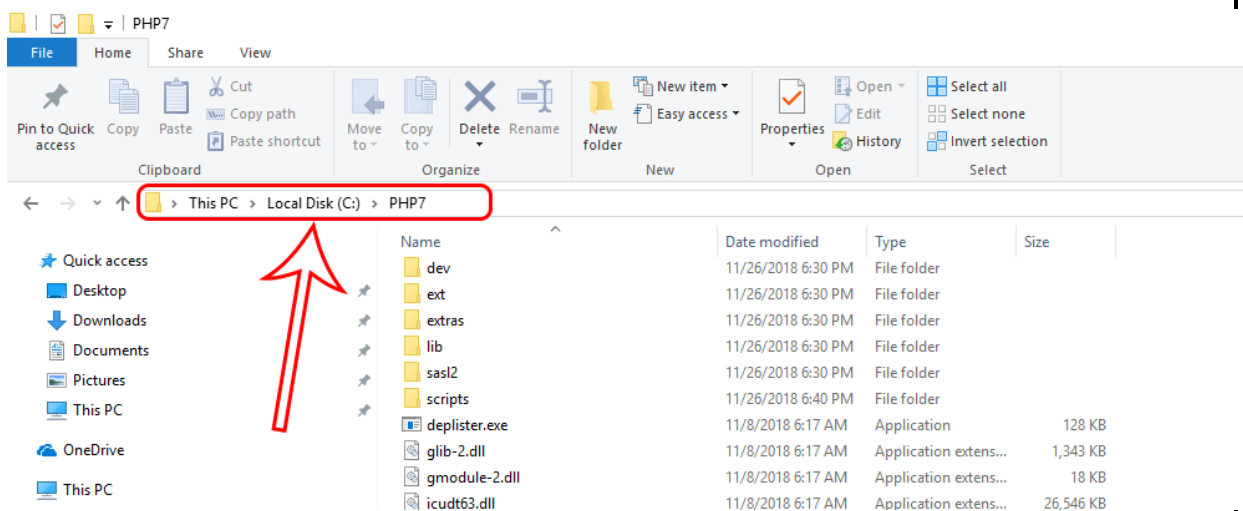 PHP7
File Home Share View
Pin to Quick access
Copy
Paste
Cut
Copy path
Paste shortcut
Clipboard
Move to
Copy to
Delete
Rename
Organize
New folder
New item
Easy access
New
Properties
Open
Edit
History
Open
Select all
Select none
Invert selection
Select
This PC > Local Disk (C:) > PHP7
Quick access
Desktop
Downloads
Documents
Pictures
This PC
OneDrive
This PC
Name Date modified Type Size
dev 11/26/2018 6:30 PM File folder
ext 11/26/2018 6:30 PM File folder
extras 11/26/2018 6:30 PM File folder
lib 11/26/2018 6:30 PM File folder
sasl2 11/26/2018 6:30 PM File folder
scripts 11/26/2018 6:40 PM File folder
deplister.exe 11/8/2018 6:17 AM Application 128 KB
glib-2.dll 11/8/2018 6:17 AM Application extens... 1,343 KB
gmodule-2.dll 11/8/2018 6:17 AM Application extens... 18 KB
icudt63.dll 11/8/2018 6:17 AM Application extens... 26,546 KB